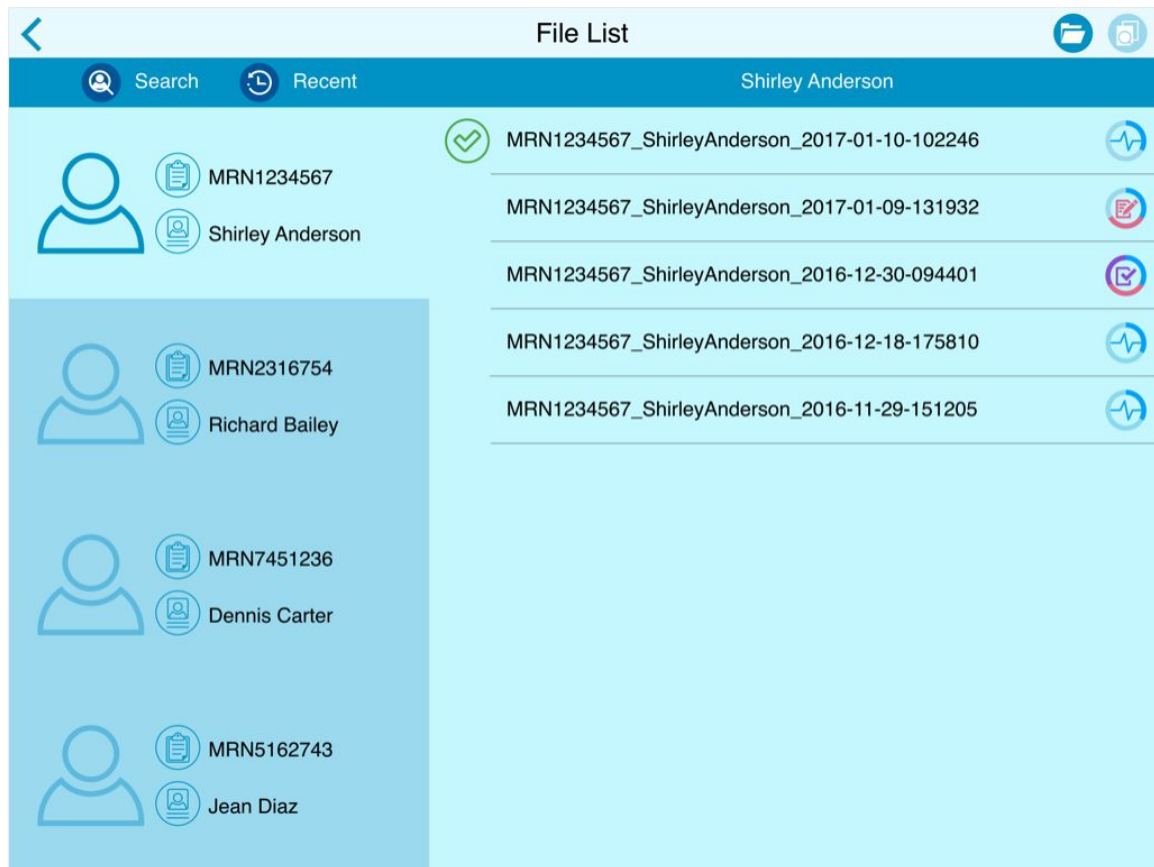 File List
Search
Recent
Shirley Anderson
MRN1234567
Shirley Anderson
MRN2316754
Richard Bailey
MRN7451236
Dennis Carter
MRN5162743
Jean Diaz
MRN1234567_ShirleyAnderson_2017-01-10-102246
MRN1234567_ShirleyAnderson_2017-01-09-131932
MRN1234567_ShirleyAnderson_2016-12-30-094401
MRN1234567_ShirleyAnderson_2016-12-18-175810
MRN1234567_ShirleyAnderson_2016-11-29-151205